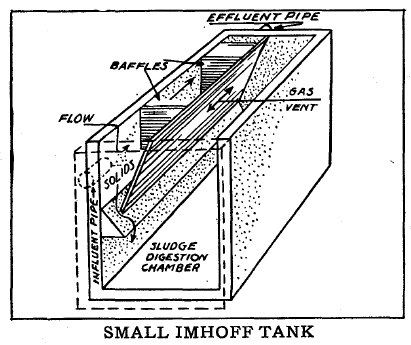 EFFLUENT PIPE
BAFFLES
GAS
VENT
FLOW
SOLIDS
INFLUENT PIPE
SLUDGE
DIGESTION
CHAMBER
SMALL IMHOFF TANK